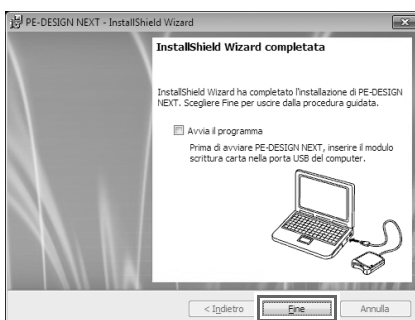 PE-DESIGN NEXT - InstallShield Wizard
InstallShield Wizard completata
InstallShield Wizard ha completato l'installazione di PE-DESIGN
NEXT. Scegliere Fine per uscire dalla procedura guidata.
Avvia il programma
Prima di avviare PE-DESIGN NEXT, inserire il modulo
scrittura carta nella porta USB del computer.
< Indietro
Fine
Annulla